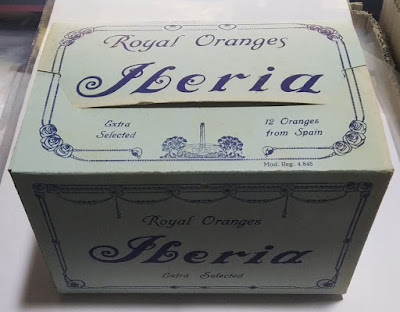 Royal Oranges
Iberia
Extra
Selected
12 Oranges
from Spain
Mod. Reg. 4.848
Royal Oranges
Iberia
Extra Selected